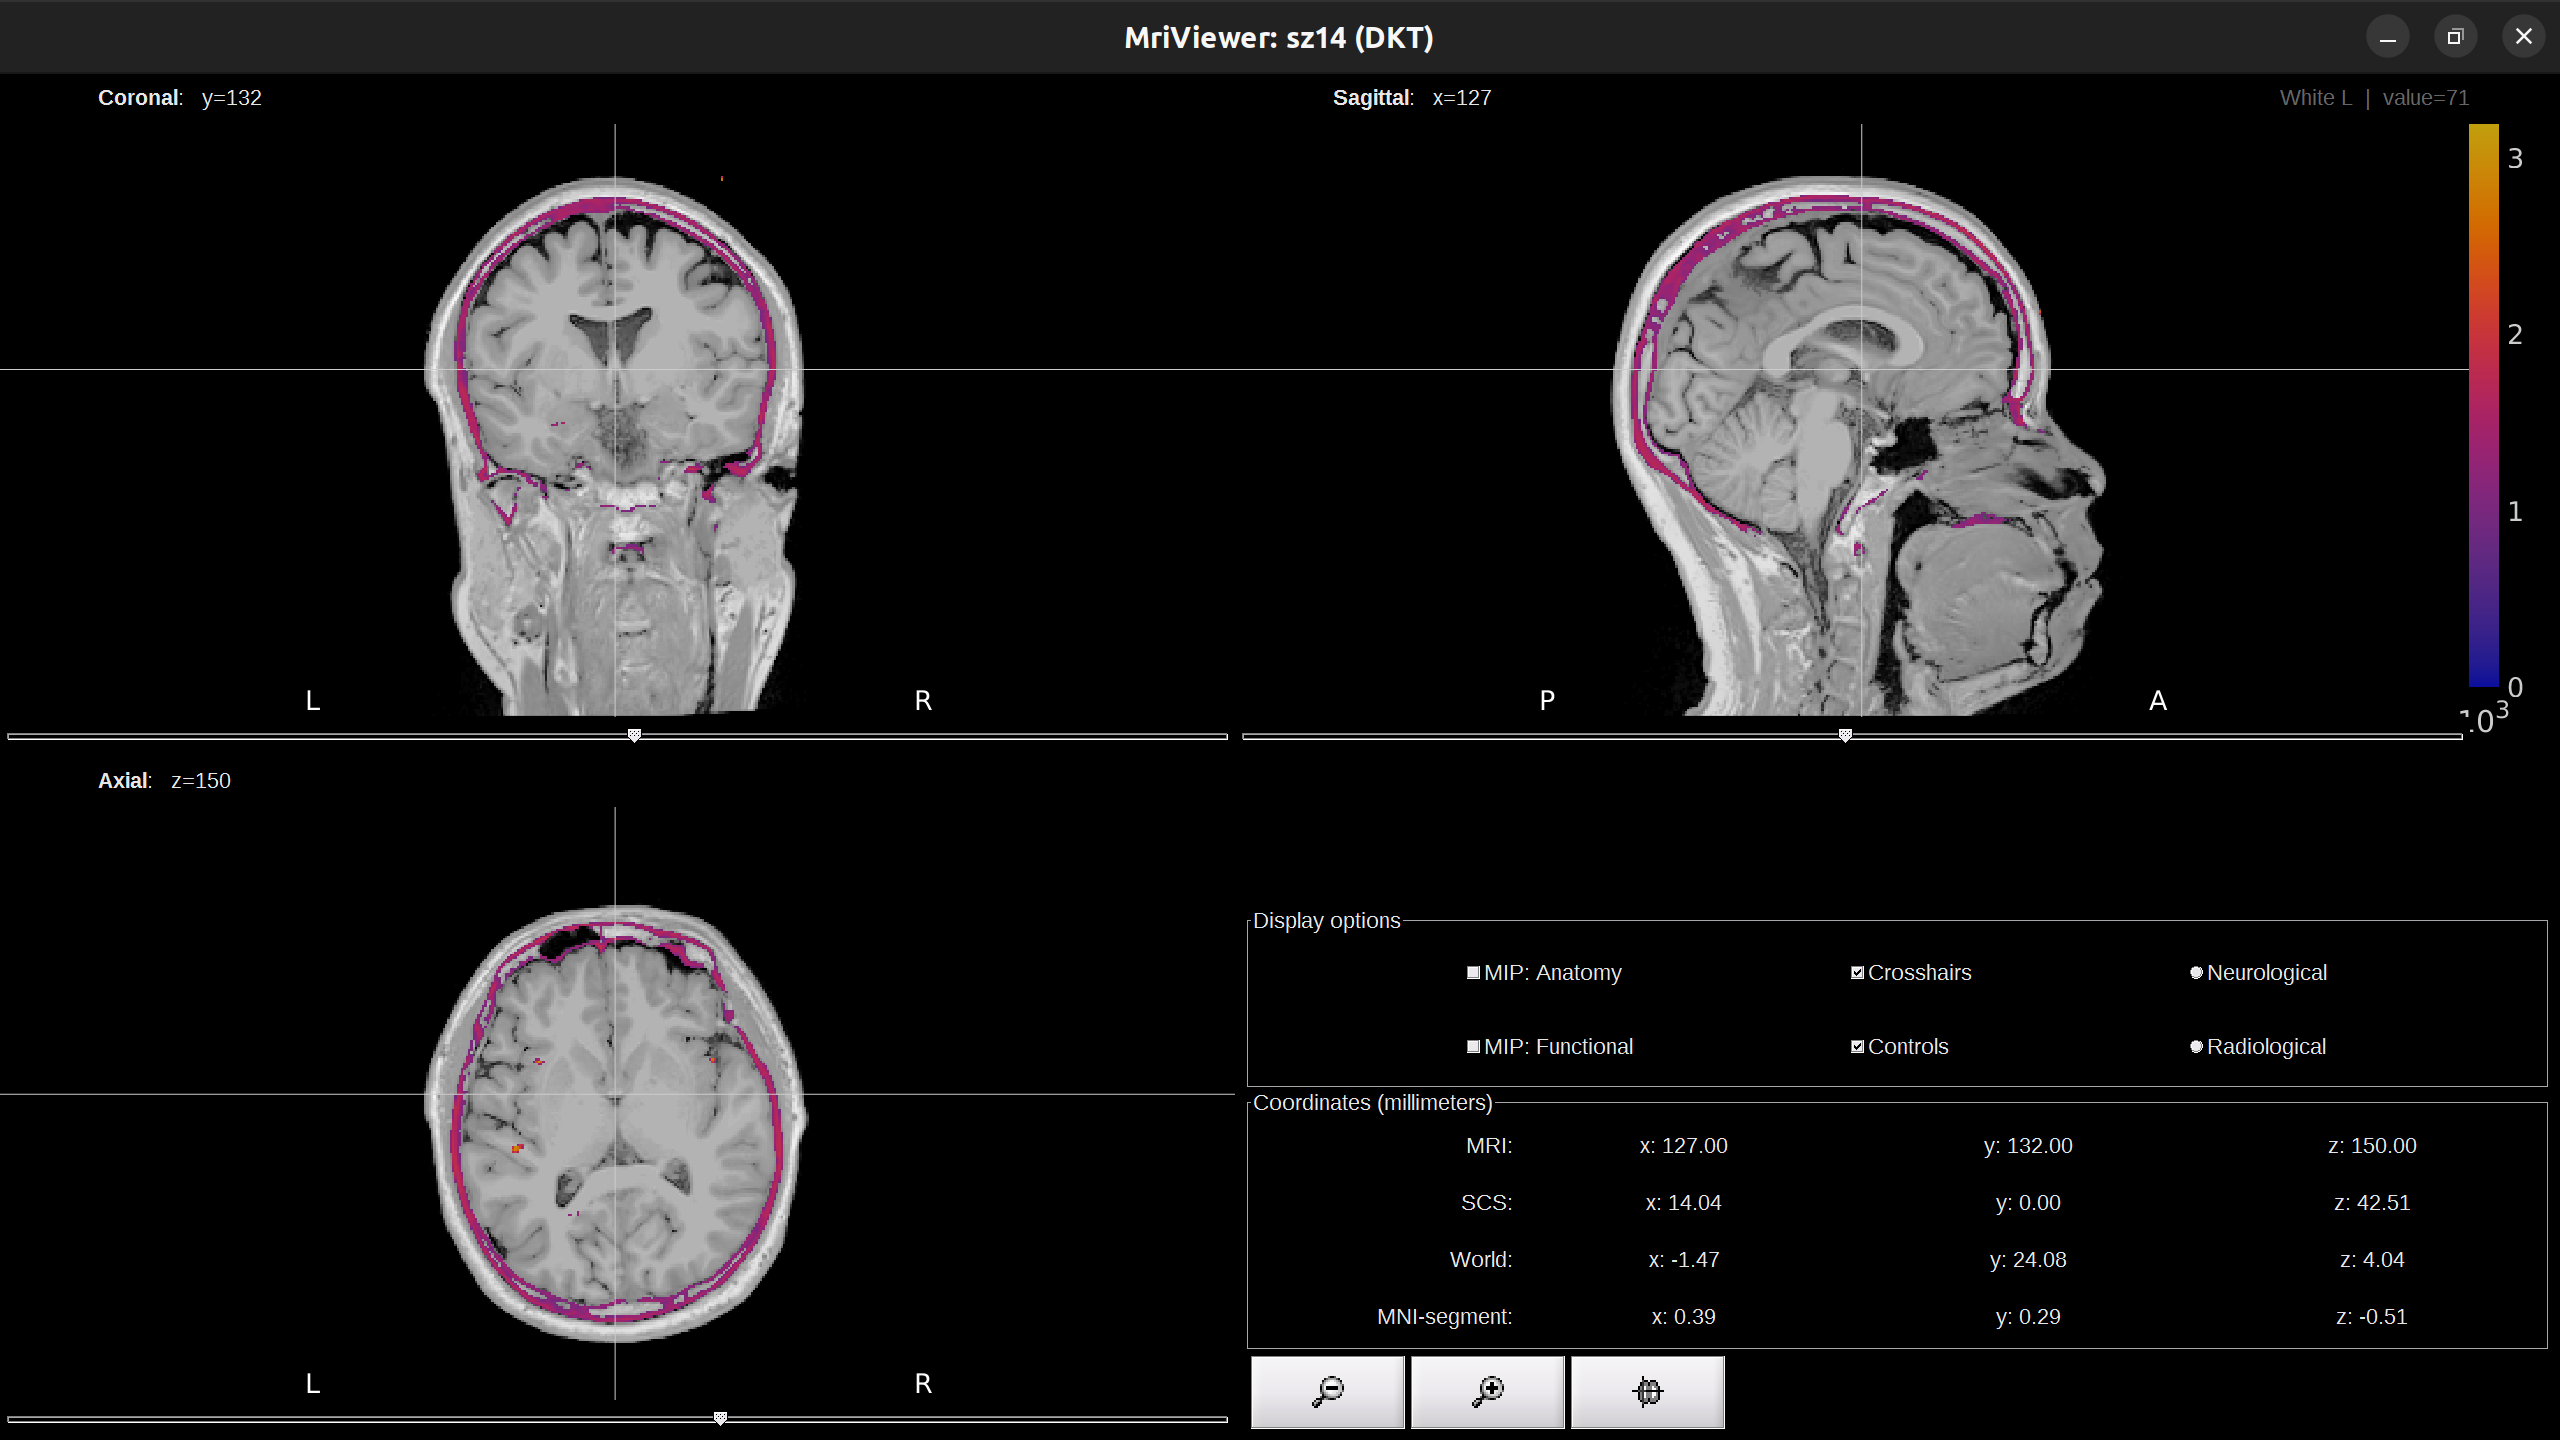 MriViewer: sz14 (DKT)
Coronal: y=132
Sagittal: x=127
White L | value=71
3
2
1
0
10³
L R
P A
Axial: z=150
L R
Display options
MIP: Anatomy Crosshairs Neurological
MIP: Functional Controls Radiological
Coordinates (millimeters)
MRI: x: 127.00 y: 132.00 z: 150.00
SCS: x: 14.04 y: 0.00 z: 42.51
World: x: -1.47 y: 24.08 z: 4.04
MNI-segment: x: 0.39 y: 0.29 z: -0.51